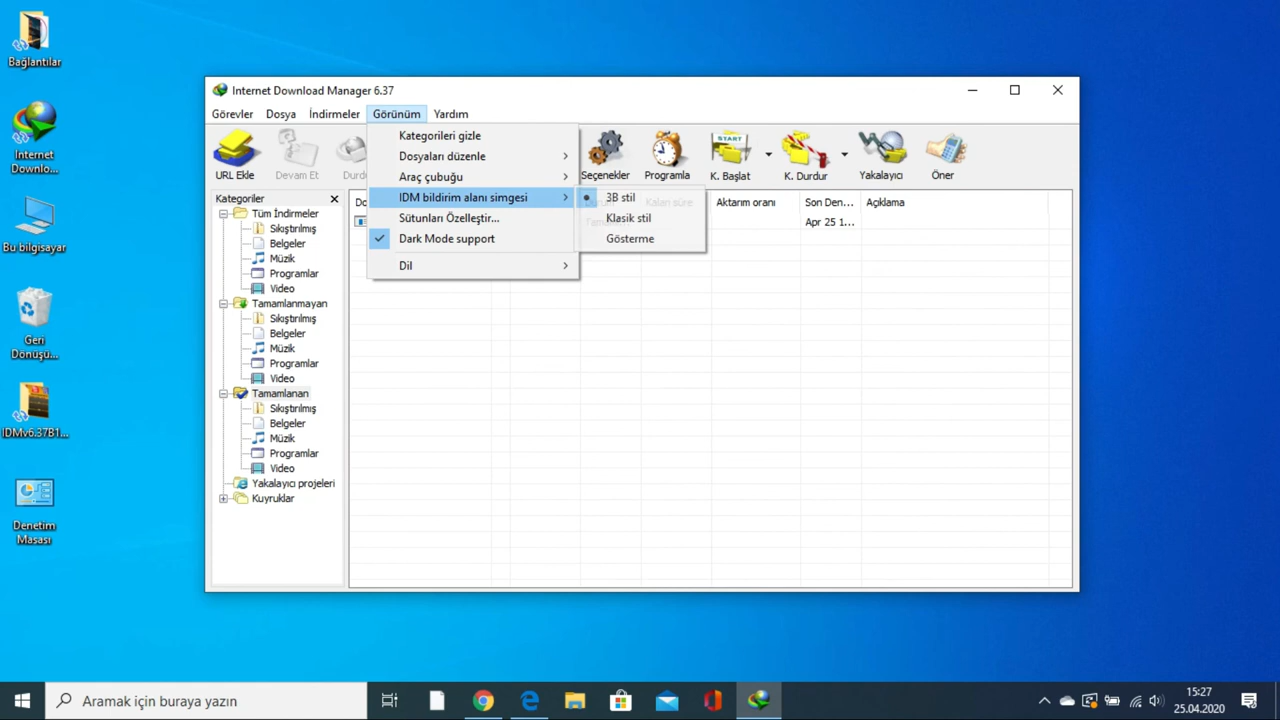 Bağlantılar
Internet
Downlo...
Bu bilgisayar
Geri
Dönüşü...
IDMv6.37B1...
Denetim
Masası
Internet Download Manager 6.37
Görevler Dosya İndirmeler Görünüm Yardım
URL Ekle Devam Et Durdu Seçenekler Programla K. Başlat K. Durdur Yakalayıcı Öner
START
Kategorileri gizle
Dosyaları düzenle
Araç çubuğu
IDM bildirim alanı simgesi
Sütunları Özelleştir...
Dark Mode support
Dil
3B stil
Klasik stil
Gösterme
Kategoriler
Tüm İndirmeler
Sıkıştırılmış
Belgeler
Müzik
Programlar
Video
Tamamlanmayan
Sıkıştırılmış
Belgeler
Müzik
Programlar
Video
Tamamlanan
Sıkıştırılmış
Belgeler
Müzik
Programlar
Video
Yakalayıcı projeleri
Kuyruklar
Do Kalan süre Aktarım oranı Son Den... Açıklama
Apr 25 1...
Aramak için buraya yazın
15:27
25.04.2020